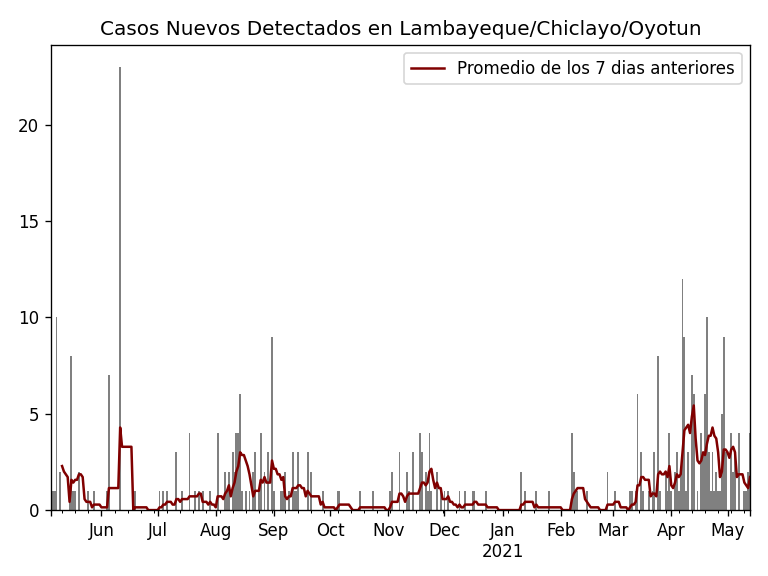 Casos Nuevos Detectados en Lambayeque/Chiclayo/Oyotun
Promedio de los 7 dias anteriores
20
15
10
5
0
Jun Jul Aug Sep Oct Nov Dec Jan Feb Mar Apr May
2021